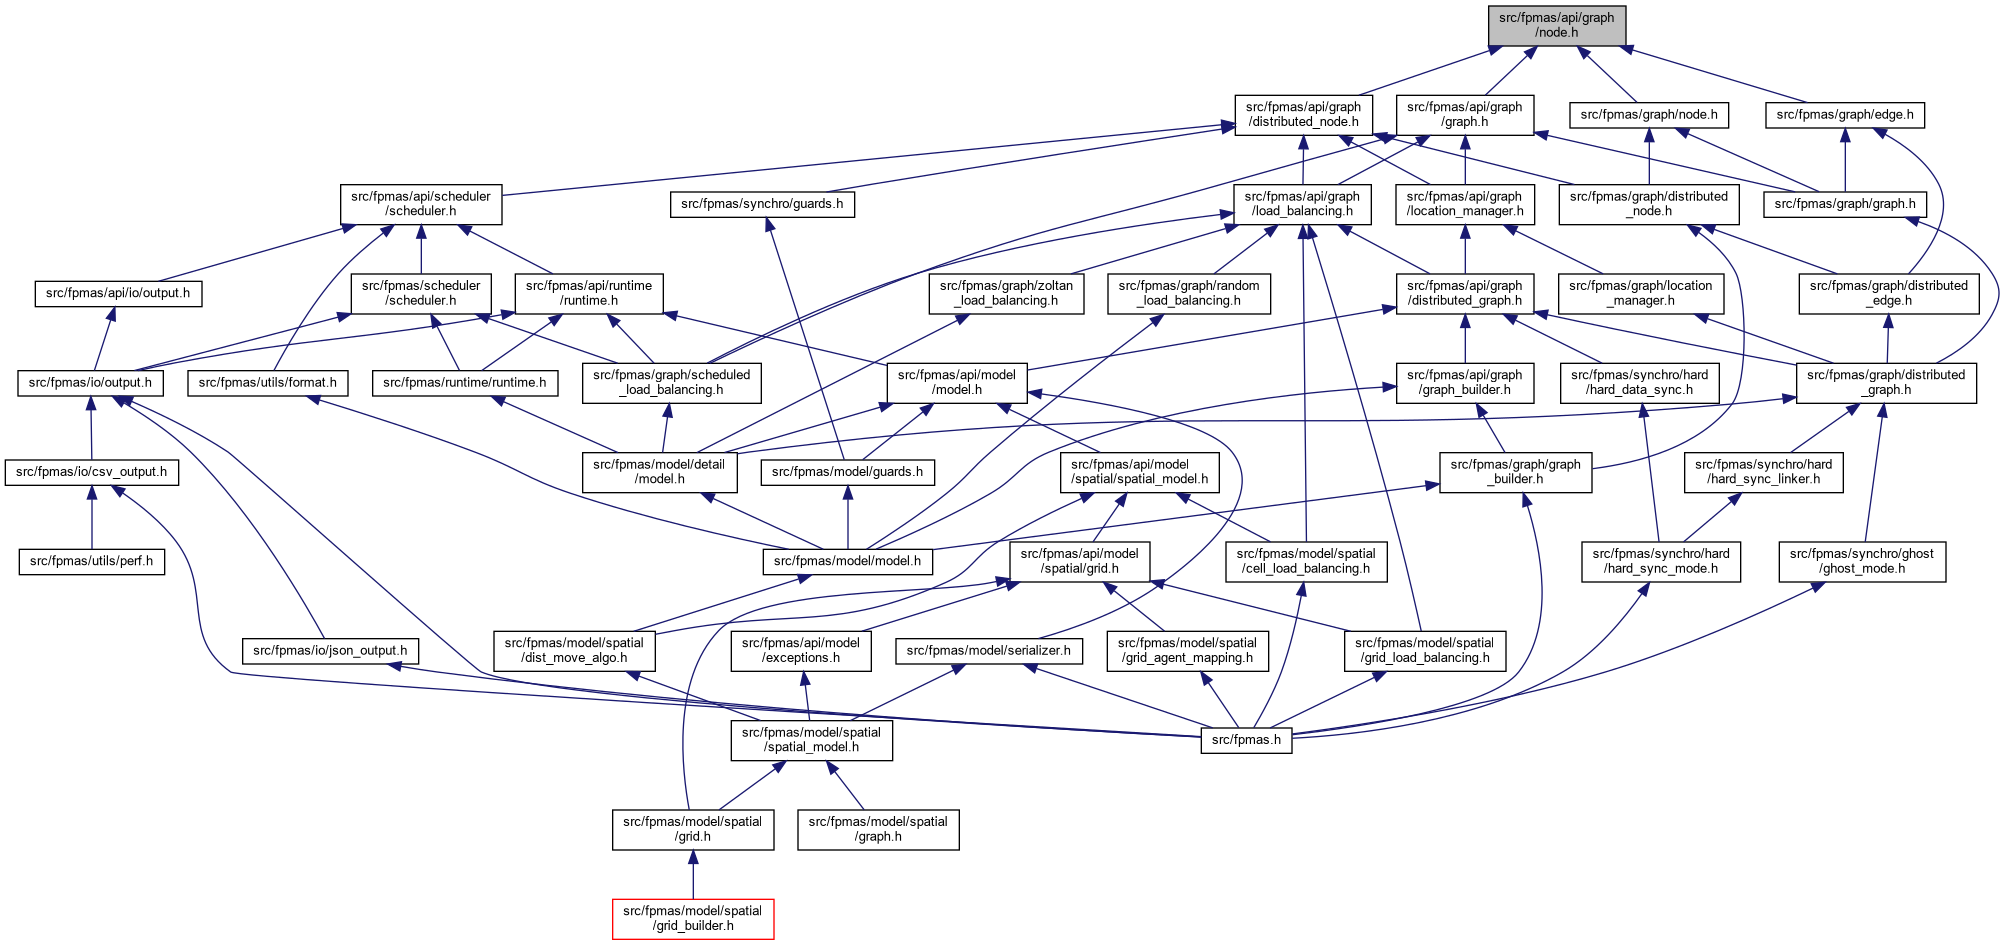 src/fpmas/api/graph
/node.h
src/fpmas/api/graph
/distributed_node.h
src/fpmas/api/graph
/graph.h
src/fpmas/graph/node.h
src/fpmas/graph/edge.h
src/fpmas/api/scheduler
/scheduler.h
src/fpmas/synchro/guards.h
src/fpmas/api/graph
/load_balancing.h
src/fpmas/api/graph
/location_manager.h
src/fpmas/graph/distributed
_node.h
src/fpmas/graph/graph.h
src/fpmas/api/io/output.h
src/fpmas/scheduler
/scheduler.h
src/fpmas/api/runtime
/runtime.h
src/fpmas/graph/zoltan
_load_balancing.h
src/fpmas/graph/random
_load_balancing.h
src/fpmas/api/graph
/distributed_graph.h
src/fpmas/graph/location
_manager.h
src/fpmas/graph/distributed
_edge.h
src/fpmas/io/output.h
src/fpmas/utils/format.h
src/fpmas/runtime/runtime.h
src/fpmas/graph/scheduled
_load_balancing.h
src/fpmas/api/model
/model.h
src/fpmas/api/graph
/graph_builder.h
src/fpmas/synchro/hard
/hard_data_sync.h
src/fpmas/graph/distributed
_graph.h
src/fpmas/io/csv_output.h
src/fpmas/model/detail
/model.h
src/fpmas/model/guards.h
src/fpmas/api/model
/spatial/spatial_model.h
src/fpmas/graph/graph
_builder.h
src/fpmas/synchro/hard
/hard_sync_linker.h
src/fpmas/utils/perf.h
src/fpmas/model/model.h
src/fpmas/api/model
/spatial/grid.h
src/fpmas/model/spatial
/cell_load_balancing.h
src/fpmas/synchro/hard
/hard_sync_mode.h
src/fpmas/synchro/ghost
/ghost_mode.h
src/fpmas/io/json_output.h
src/fpmas/model/spatial
/dist_move_algo.h
src/fpmas/api/model
/exceptions.h
src/fpmas/model/serializer.h
src/fpmas/model/spatial
/grid_agent_mapping.h
src/fpmas/model/spatial
/grid_load_balancing.h
src/fpmas/model/spatial
/spatial_model.h
src/fpmas.h
src/fpmas/model/spatial
/grid.h
src/fpmas/model/spatial
/graph.h
src/fpmas/model/spatial
/grid_builder.h